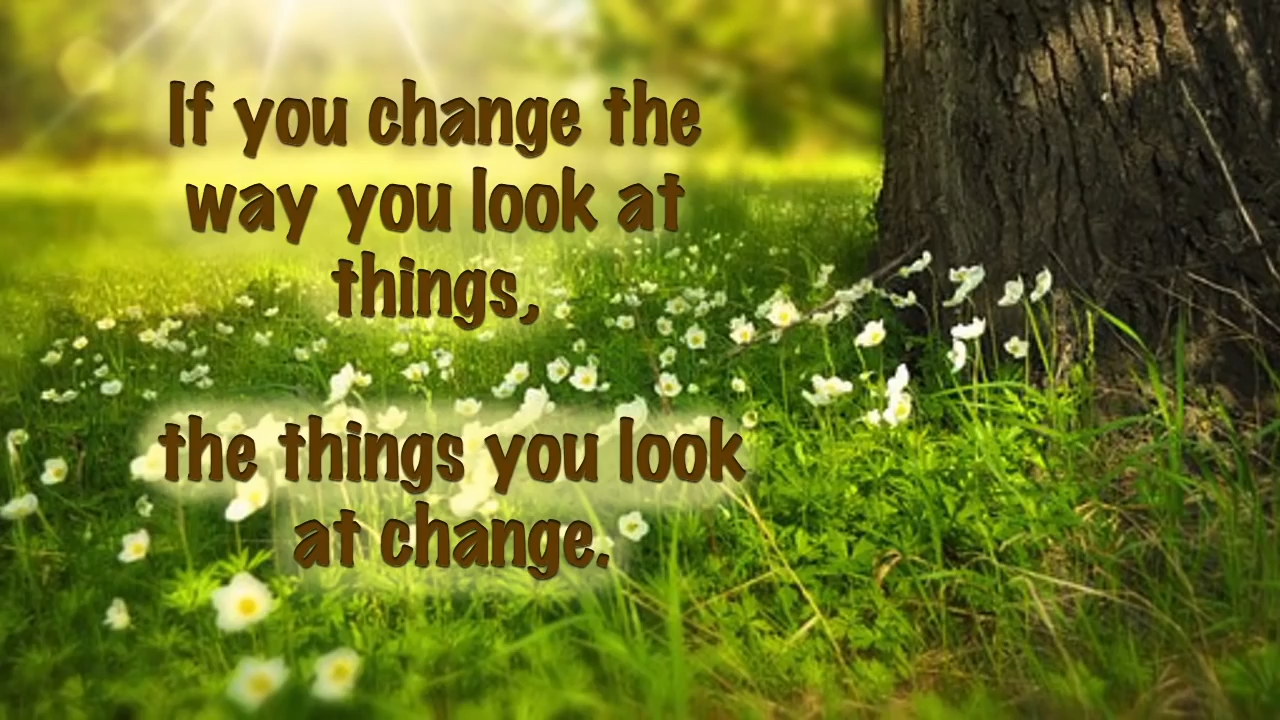 If you change the
way you look at
things,
the things you look
at change.